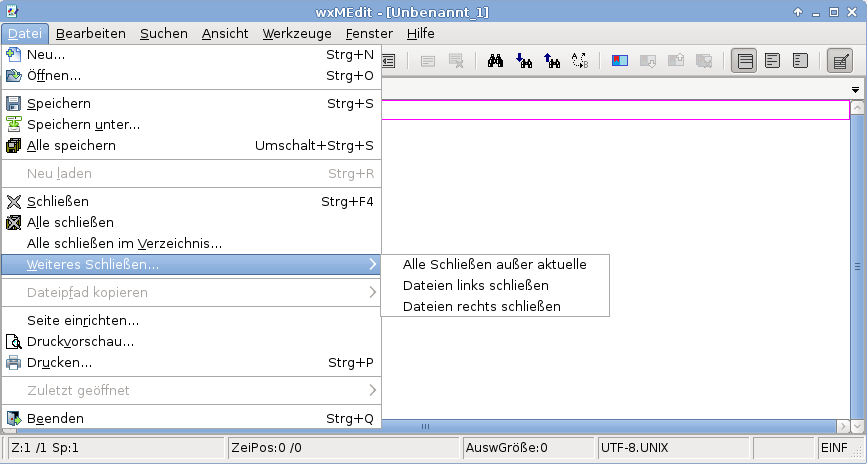 wxMEdit - [Unbenannt_1]
Datei Bearbeiten Suchen Ansicht Werkzeuge Fenster Hilfe
Neu... Strg+N
Öffnen... Strg+O
Speichern Strg+S
Speichern unter...
Alle speichern Umschalt+Strg+S
Neu laden Strg+R
Schließen Strg+F4
Alle schließen
Alle schließen im Verzeichnis...
Weiteres Schließen...
Alle Schließen außer aktuelle
Dateien links schließen
Dateien rechts schließen
Dateipfad kopieren
Seite einrichten...
Druckvorschau...
Drucken... Strg+P
Zuletzt geöffnet
Beenden Strg+Q
Z:1 /1 Sp:1 ZeiPos:0 /0 AuswGröße:0 UTF-8.UNIX EINF